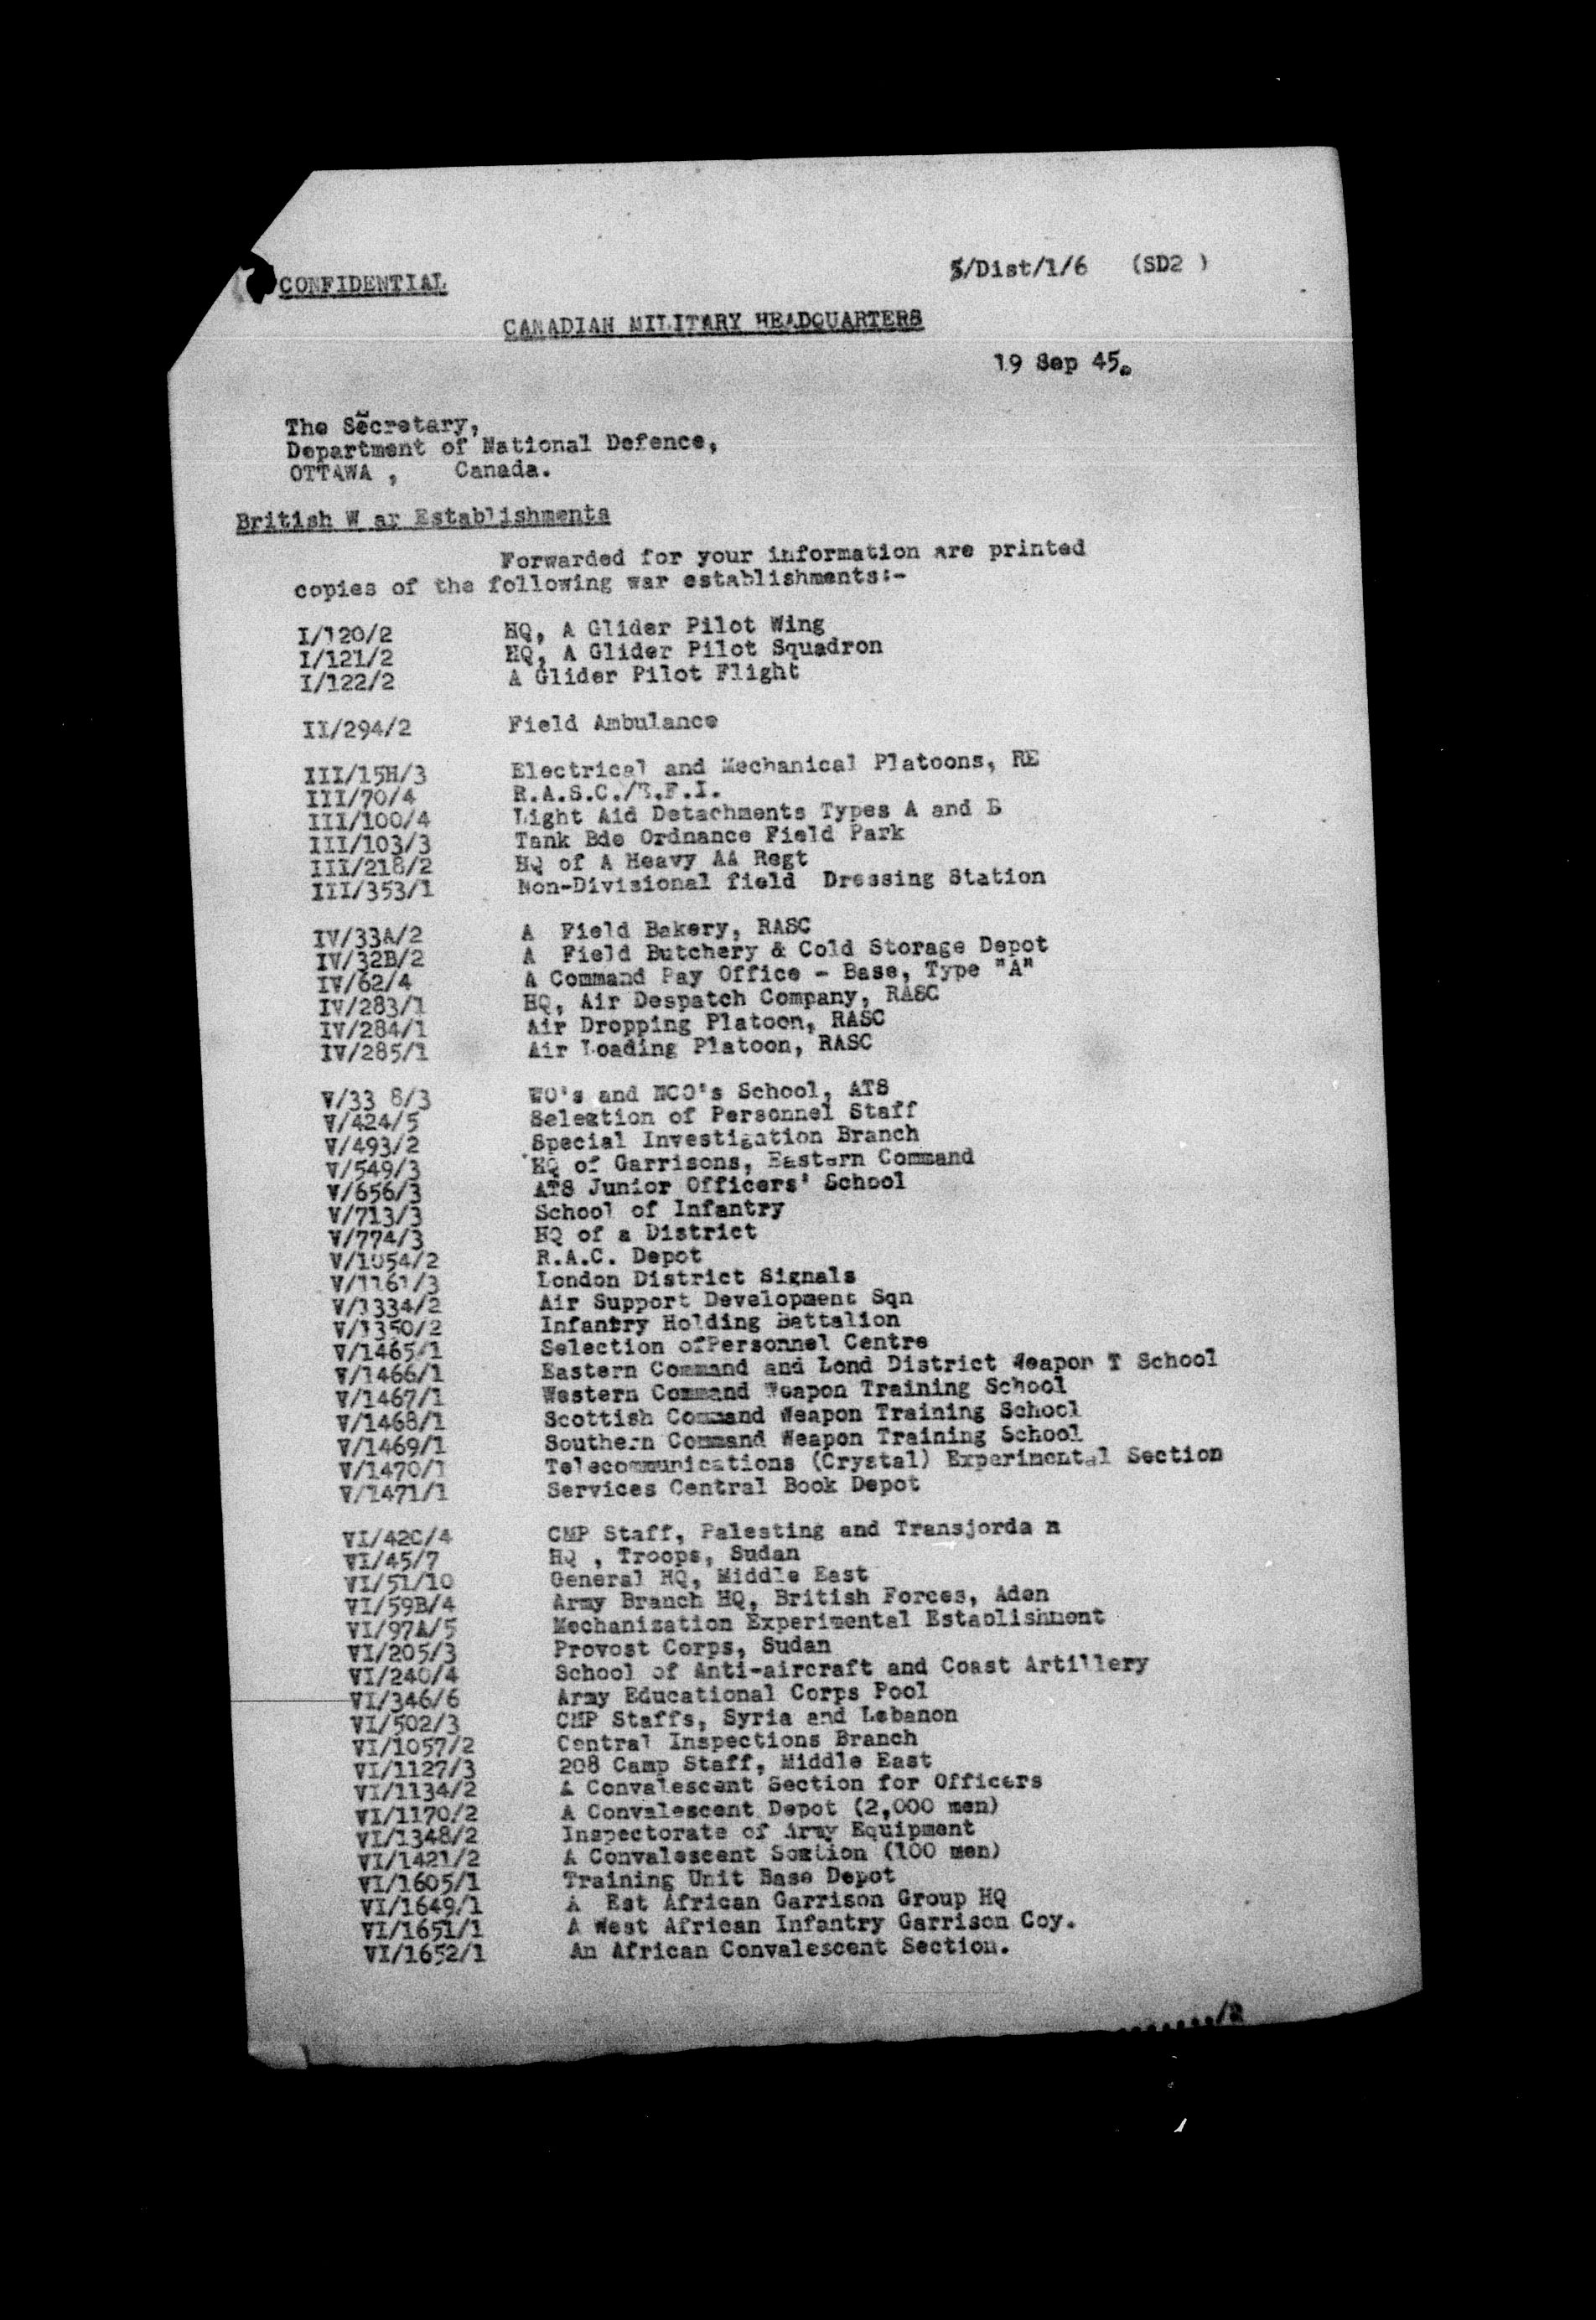 CONFIDENTIAL
5/Dist/1/6 (SD2 )
CANADIAN MILITARY HEADQUARTERS
19 Sep 45.
The Secretary,
Department of National Defence,
OTTAWA , Canada.
British W ar Establishments
Forwarded for your information are printed
copies of the following war establishments:-
I/120/2 HQ, A Glider Pilot Wing
I/121/2 HQ, A Glider Pilot Squadron
I/122/2 A Glider Pilot Flight
II/294/2 Field Ambulance
III/15H/3 Electrical and Mechanical Platoons, RE
III/70/4 R.A.S.C./E.F.I.
III/100/4 Light Aid Detachments Types A and B
III/103/3 Tank Bde Ordnance Field Park
III/218/2 HQ of A Heavy AA Regt
III/353/1 Non-Divisional field Dressing Station
IV/33A/2 A Field Bakery, RASC
IV/32B/2 A Field Butchery & Cold Storage Depot
IV/62/4 A Command Pay Office - Base, Type "A"
IV/283/1 HQ, Air Despatch Company, RASC
IV/284/1 Air Dropping Platoon, RASC
IV/285/1 Air Loading Platoon, RASC
V/33 8/3 WO's and NCO's School, ATS
V/424/5 Selection of Personnel Staff
V/493/2 Special Investigation Branch
V/549/3 HQ of Garrisons, Eastern Command
V/656/3 ATS Junior Officers' School
V/713/3 School of Infantry
V/774/3 HQ of a District
V/1054/2 R.A.C. Depot
V/1161/3 London District Signals
V/1334/2 Air Support Development Sqn
V/1350/2 Infantry Holding Battalion
V/1465/1 Selection ofPersonnel Centre
V/1466/1 Eastern Command and Lond District Weapon T School
V/1467/1 Western Command Weapon Training School
V/1468/1 Scottish Command Weapon Training School
V/1469/1 Southern Command Weapon Training School
V/1470/1 Telecommunications (Crystal) Experimental Section
V/1471/1 Services Central Book Depot
VI/42C/4 CMP Staff, Palesting and Transjorda n
VI/45/7 HQ , Troops, Sudan
VI/51/10 General HQ, Middle East
VI/59B/4 Army Branch HQ, British Forces, Aden
VI/97A/5 Mechanization Experimental Establishment
VI/205/3 Provost Corps, Sudan
VI/240/4 School of Anti-aircraft and Coast Artillery
VI/346/6 Army Educational Corps Pool
VI/502/3 CMP Staffs, Syria and Lebanon
VI/1057/2 Central Inspections Branch
VI/1127/3 208 Camp Staff, Middle East
VI/1134/2 A Convalescent Section for Officers
VI/1170/2 A Convalescent Depot (2,000 men)
VI/1348/2 Inspectorate of Army Equipment
VI/1421/2 A Convalescent Section (100 men)
VI/1605/1 Training Unit Base Depot
VI/1649/1 A Est African Garrison Group HQ
VI/1651/1 A West African Infantry Garrison Coy.
VI/1652/1 An African Convalescent Section.
......../2